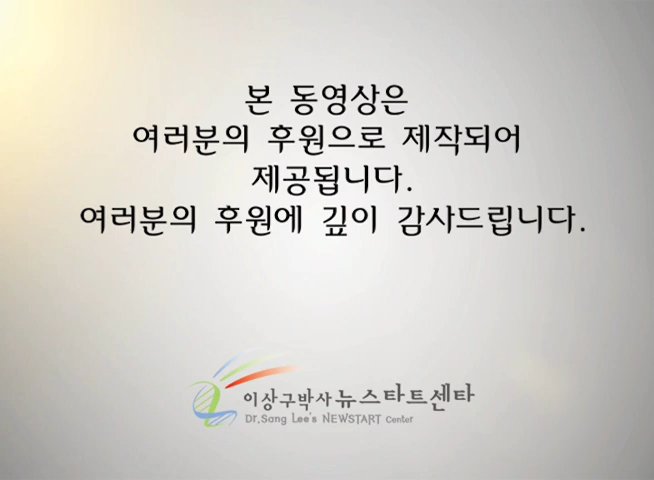 본 동영상은
여러분의 후원으로 제작되어
제공됩니다.
여러분의 후원에 깊이 감사드립니다.
이상구박사 뉴스타트센타
Dr.Sang Lee's NEWSTART Center